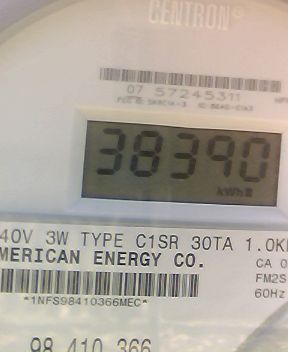 CENTRON®
07 57245311
38390
kWh
40V 3W TYPE C1SR 30TA 1.0K
MERICAN ENERGY CO.
CA 0
FM2S
60Hz
*1NFS98410366MEC*
98 410 366